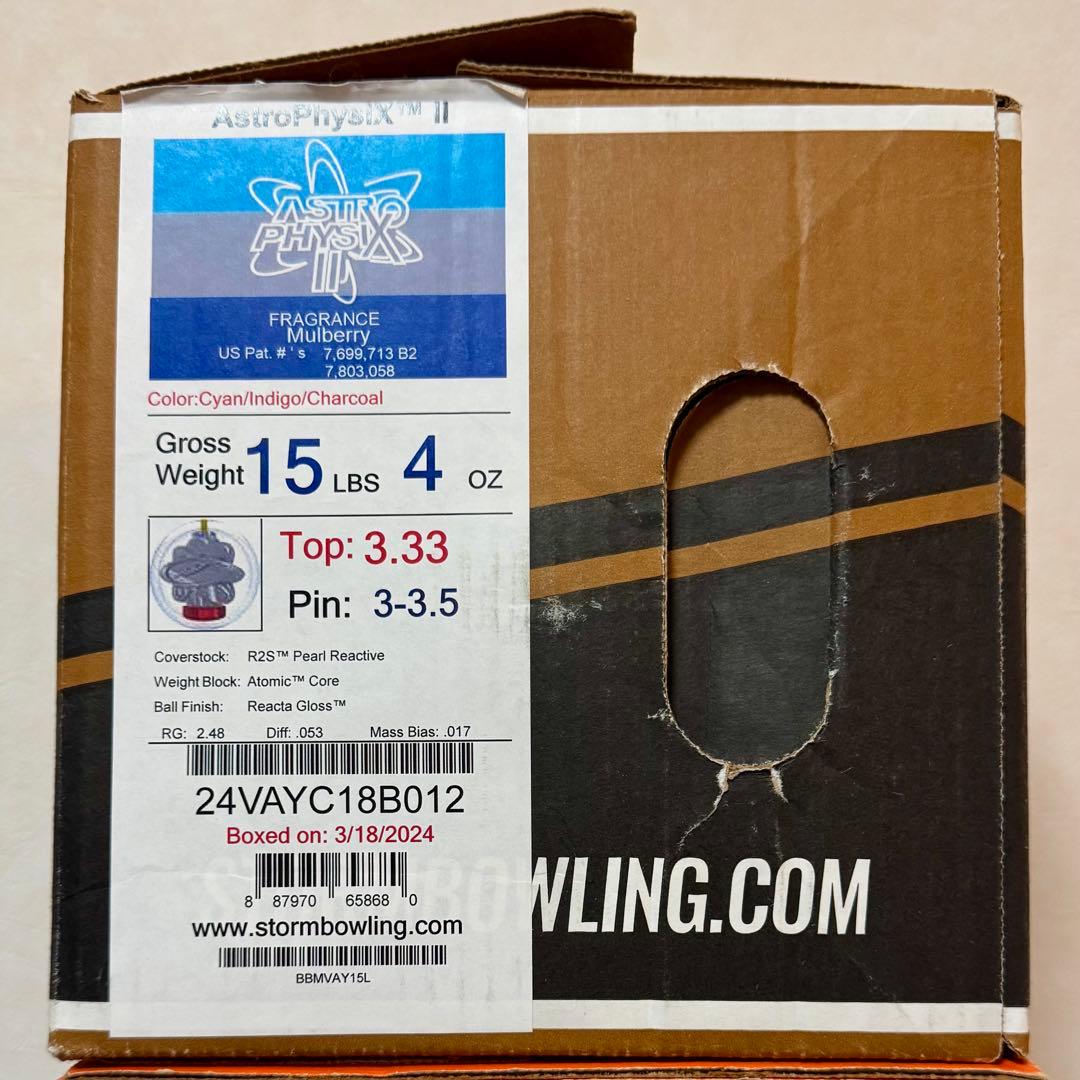 AstroPhysiX™ II
ASTRO
PHYSIX
II
FRAGRANCE
Mulberry
US Pat. # ' s 7,699,713 B2
7,803,058
Color:Cyan/Indigo/Charcoal
Gross
Weight 15 LBS 4 OZ
Top: 3.33
Pin: 3-3.5
Coverstock: R2S™ Pearl Reactive
Weight Block: Atomic™ Core
Ball Finish: Reacta Gloss™
RG: 2.48 Diff: .053 Mass Bias: .017
24VAYC18B012
Boxed on: 3/18/2024
8 87970 65868 0
www.stormbowling.com
BBMVAY15L
BOWLING.COM